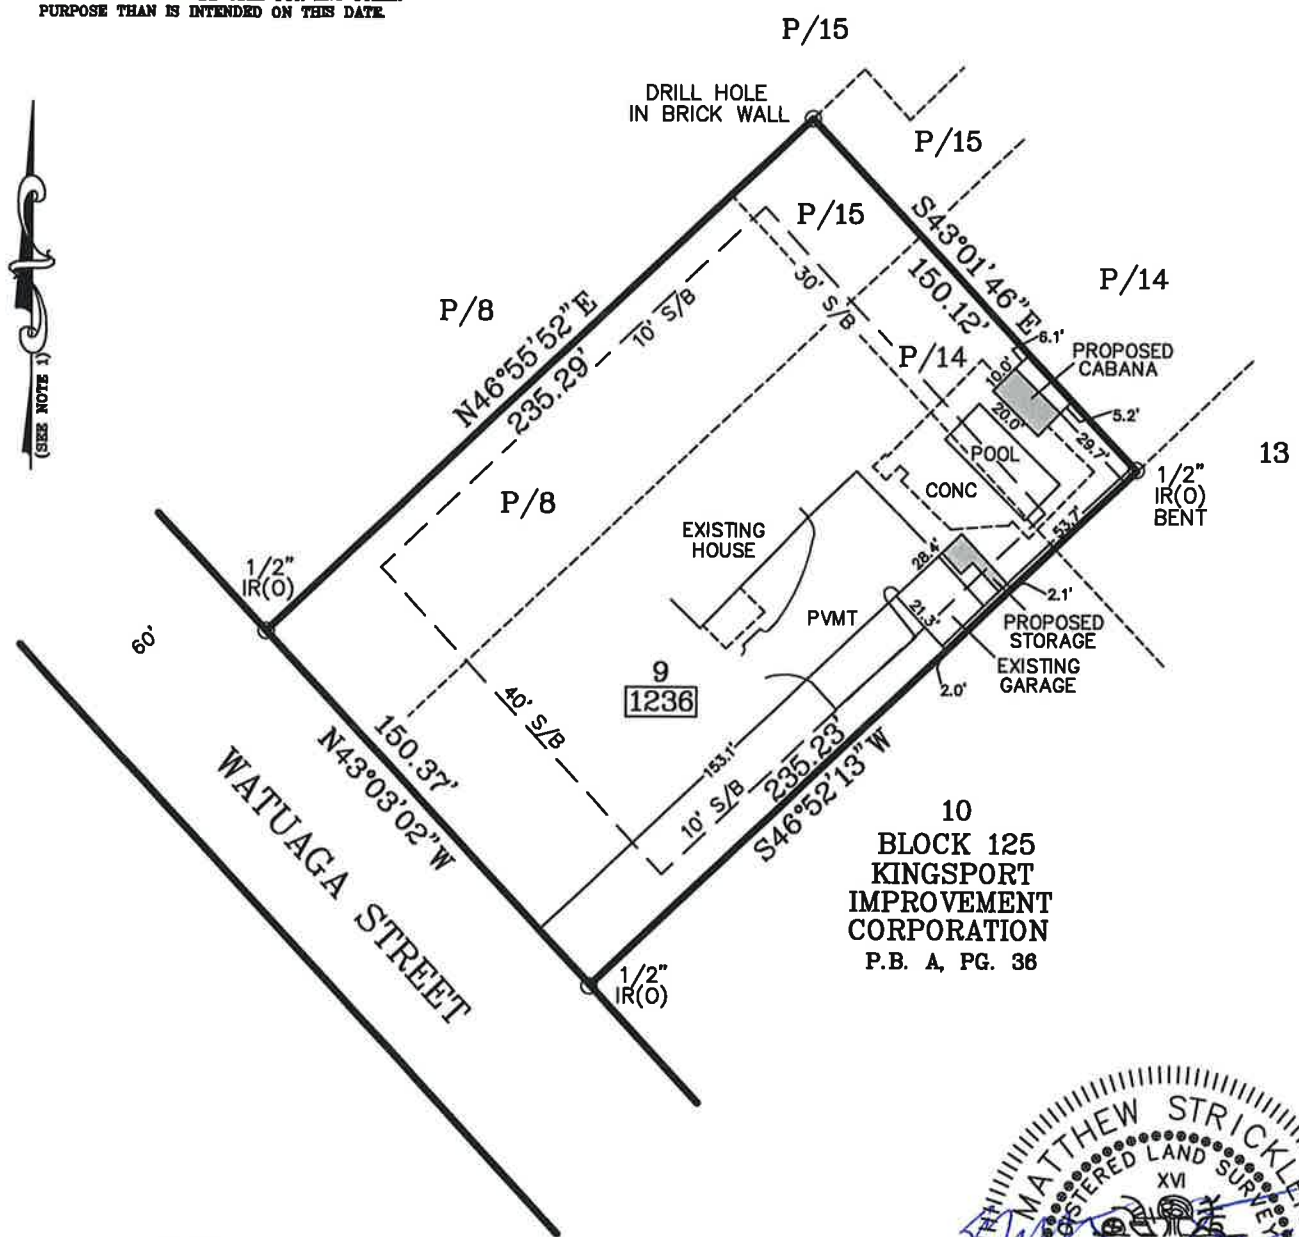 PURPOSE THAN IS INTENDED ON THIS DATE.
P/15
DRILL HOLE
IN BRICK WALL
P/15
P/15
S43°01'46"E
150.12'
P/14
(SEE NOTE 1)
P/8
N46°55'52"E
235.29'
10' S/B
30' S/B
P/14
6.1'
PROPOSED
CABANA
10.0'
20.0'
5.2'
29.7'
13
POOL
1/2"
IR(O)
BENT
CONC
P/8
EXISTING
HOUSE
53.7'
28.4'
1/2"
IR(O)
2.1'
21.3'
PVMT
PROPOSED
STORAGE
EXISTING
GARAGE
2.0'
60'
9
1236
40' S/B
150.37'
N43°03'02"W
153.1'
10' S/B
235.23'
S46°52'13"W
WATUAGA STREET
10
BLOCK 125
KINGSPORT
IMPROVEMENT
CORPORATION
P.B. A, PG. 36
1/2"
IR(O)
MATTHEW
XVI